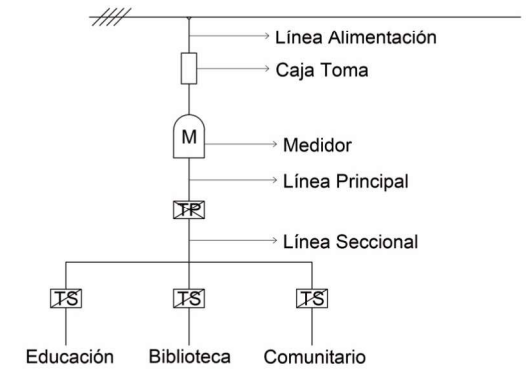 Línea Alimentación
Caja Toma
M
Medidor
Línea Principal
TP
Línea Seccional
TS TS TS
Educación Biblioteca Comunitario